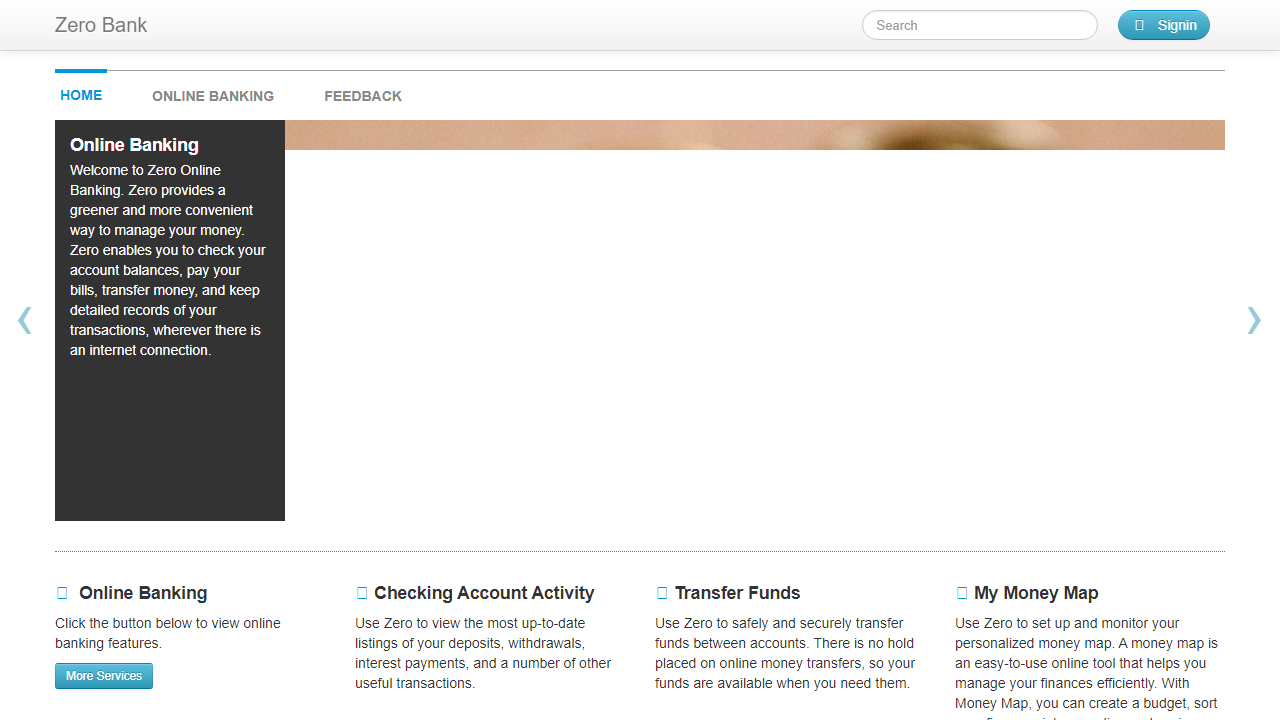 Zero Bank
Search
Signin
HOME
ONLINE BANKING
FEEDBACK
Online Banking
Welcome to Zero Online
Banking. Zero provides a
greener and more convenient
way to manage your money.
Zero enables you to check your
account balances, pay your
bills, transfer money, and keep
detailed records of your
transactions, wherever there is
an internet connection.
Online Banking
Click the button below to view online
banking features.
More Services
Checking Account Activity
Use Zero to view the most up-to-date
listings of your deposits, withdrawals,
interest payments, and a number of other
useful transactions.
Transfer Funds
Use Zero to safely and securely transfer
funds between accounts. There is no hold
placed on online money transfers, so your
funds are available when you need them.
My Money Map
Use Zero to set up and monitor your
personalized money map. A money map is
an easy-to-use online tool that helps you
manage your finances efficiently. With
Money Map, you can create a budget, sort